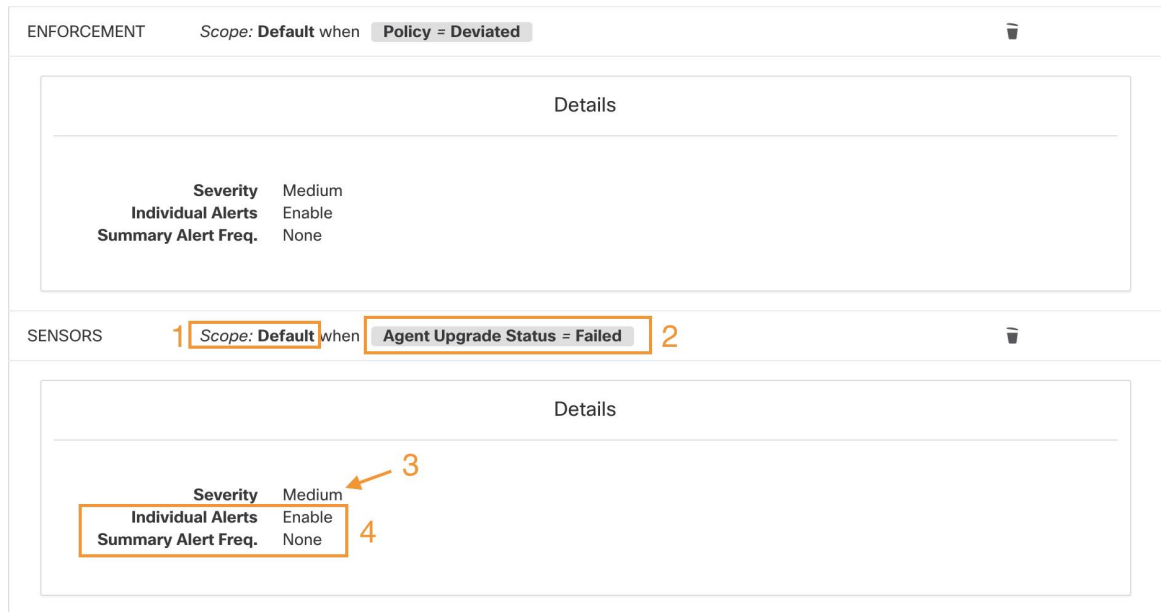 ENFORCEMENT Scope: Default when Policy = Deviated
Details
Severity Medium
Individual Alerts Enable
Summary Alert Freq. None
SENSORS 1 Scope: Default when Agent Upgrade Status = Failed 2
Details
3
Severity Medium
Individual Alerts Enable
4
Summary Alert Freq. None